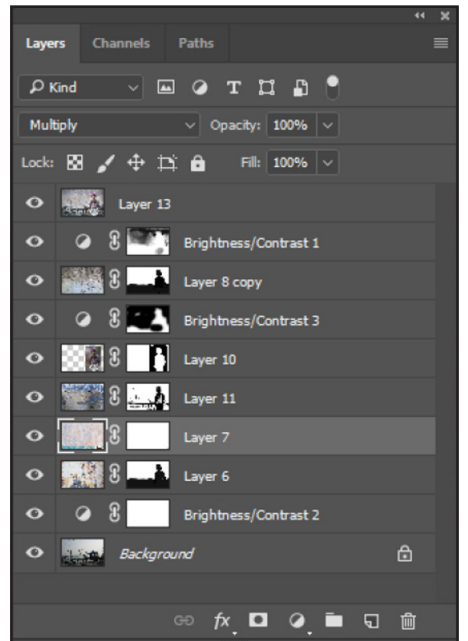 Layers Channels Paths
Kind
Multiply Opacity: 100%
Lock: Fill: 100%
Layer 13
Brightness/Contrast 1
Layer 8 copy
Brightness/Contrast 3
Layer 10
Layer 11
Layer 7
Layer 6
Brightness/Contrast 2
Background
fx